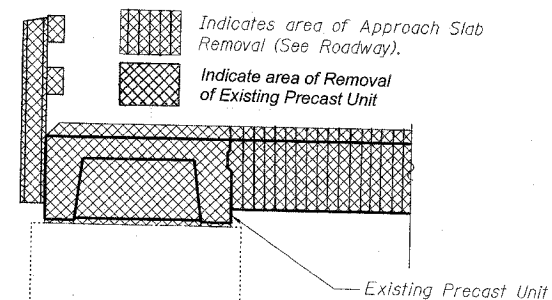 Indicates area of Approach Slab
Removal (See Roadway).
Indicate area of Removal
of Existing Precast Unit
Existing Precast Unit